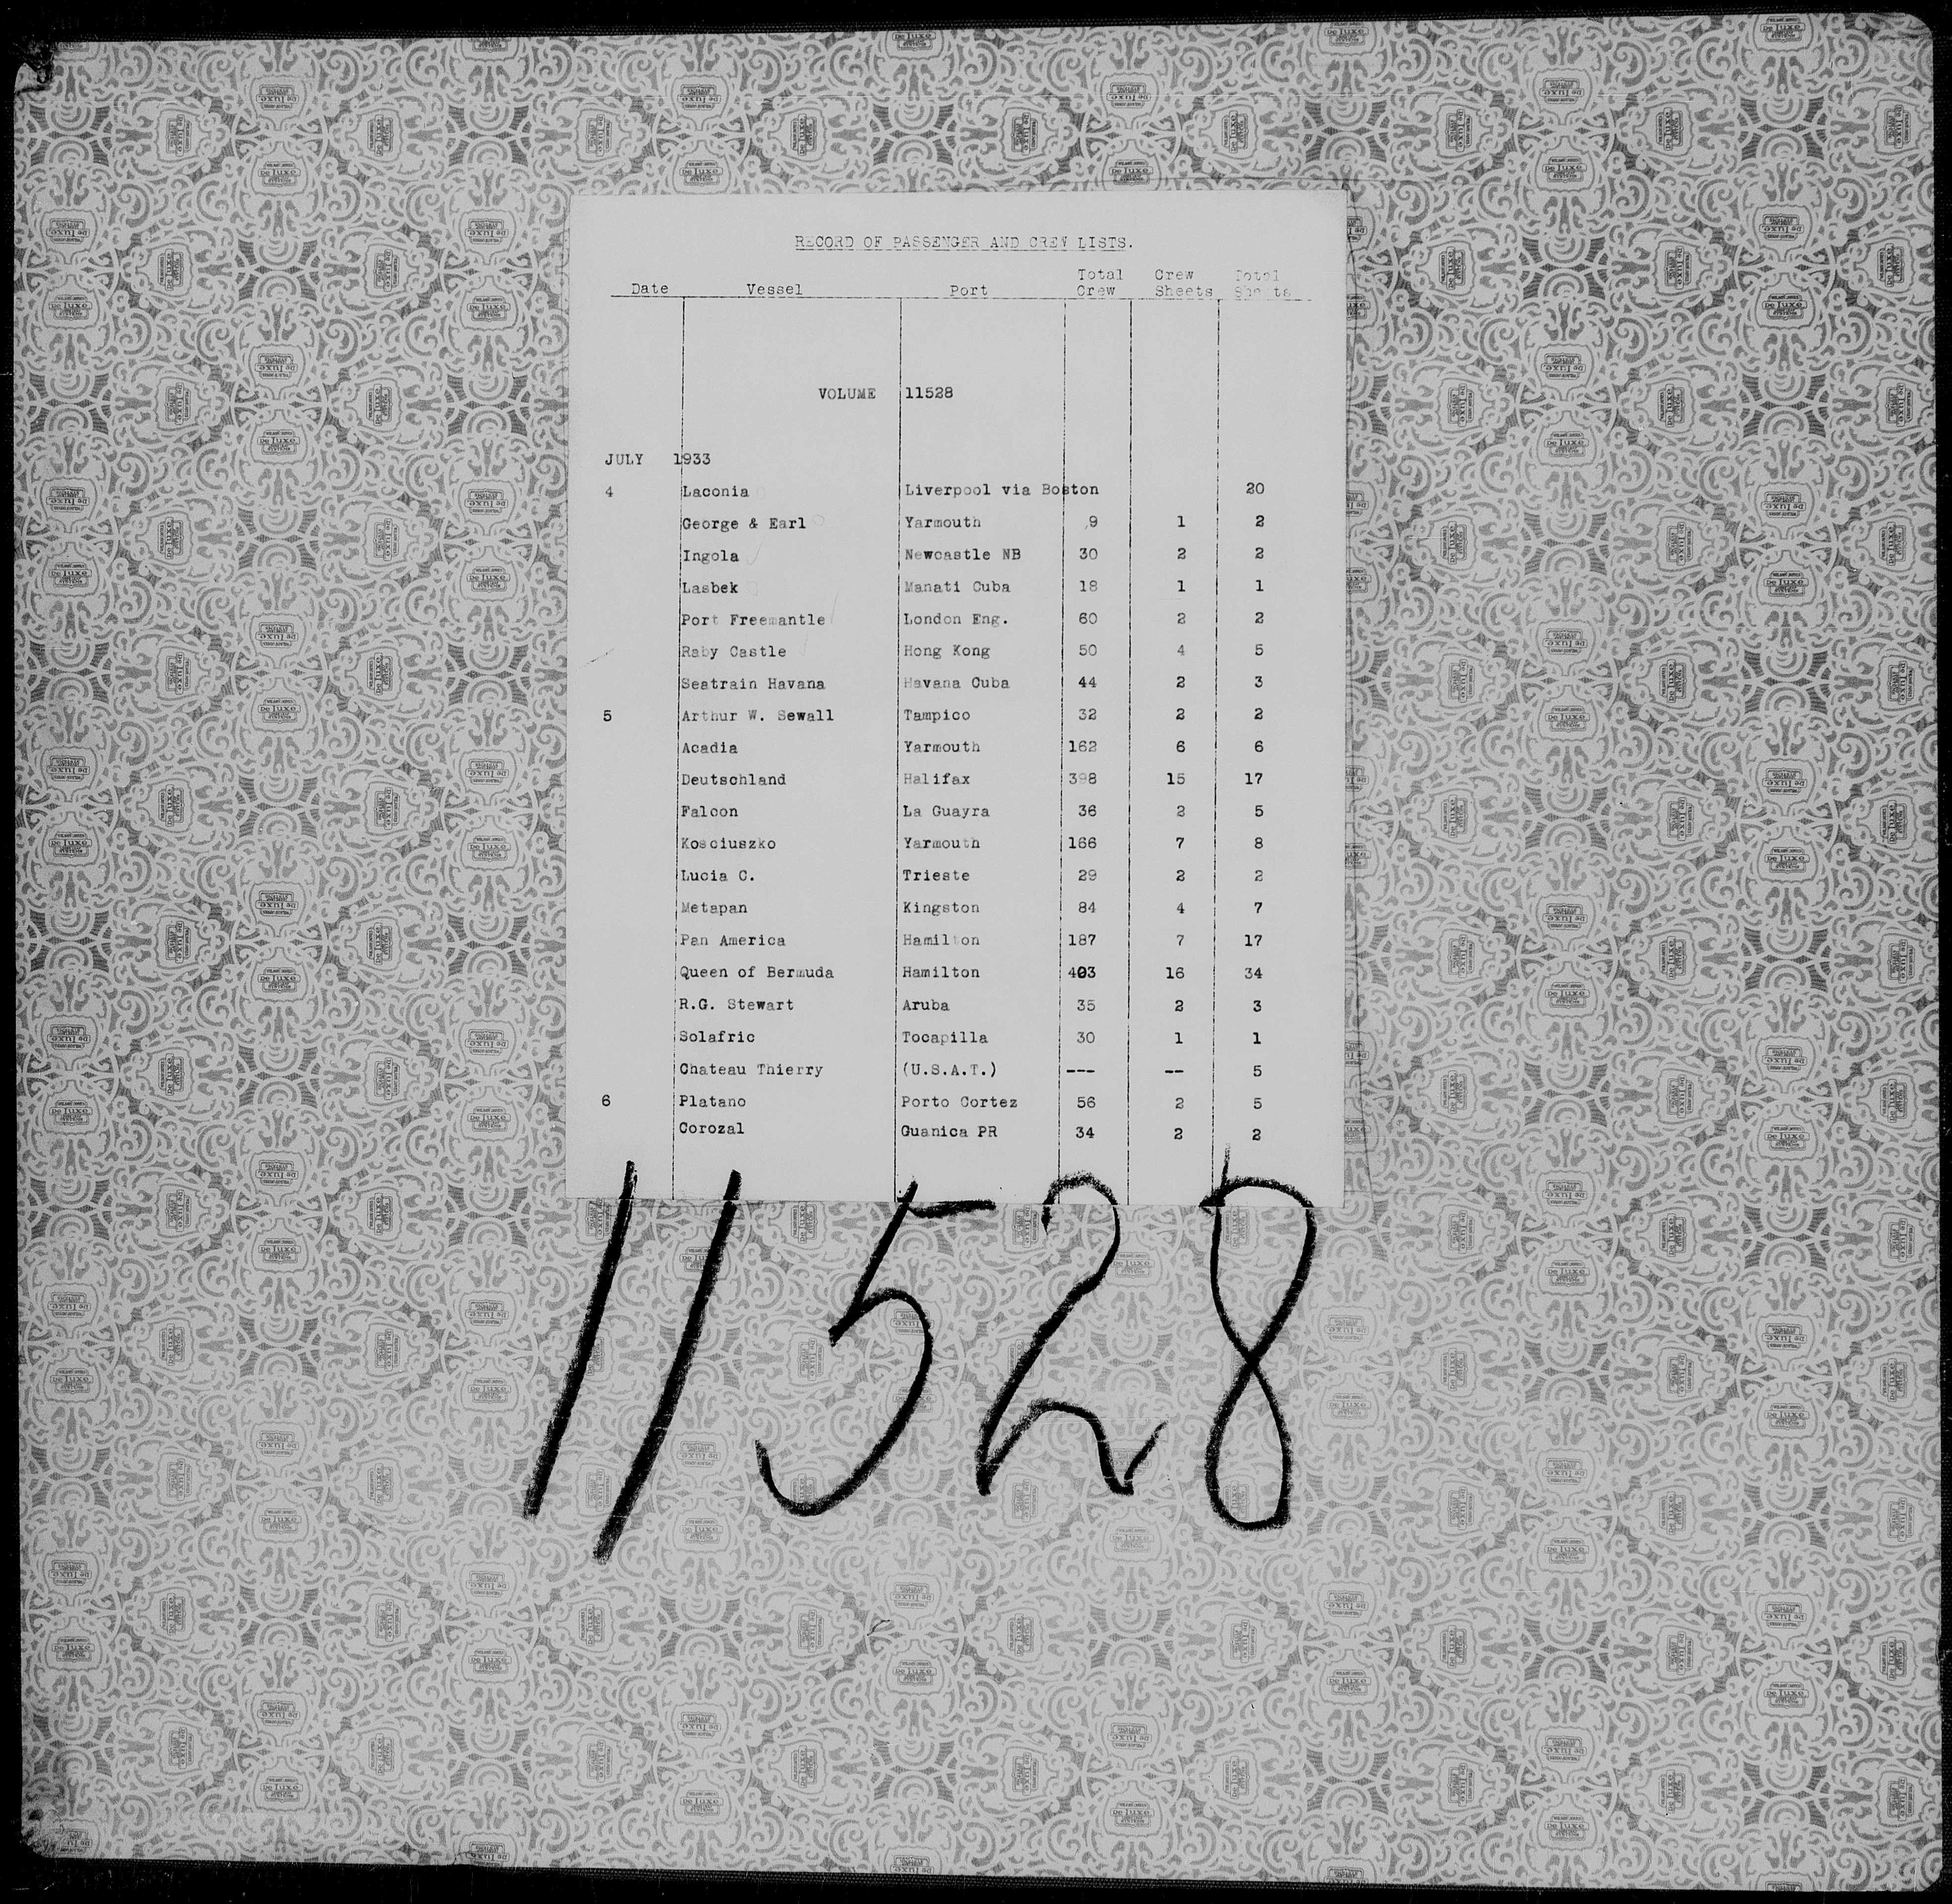 RECORD OF PASSENGER AND CREW LISTS.
Date Vessel Port Total Crew Crew Sheets Total Sheets
VOLUME 11528
JULY 1933
4 Laconia Liverpool via Boston 20
George & Earl Yarmouth 9 1 2
Ingola Newcastle NB 30 2 2
Lasbek Manati Cuba 18 1 1
Port Freemantle London Eng. 60 2 2
Raby Castle Hong Kong 50 4 5
Seatrain Havana Havana Cuba 44 2 3
5 Arthur W. Sewall Tampico 32 2 2
Acadia Yarmouth 162 6 6
Deutschland Halifax 398 15 17
Falcon La Guayra 36 2 5
Kosciuszko Yarmouth 166 7 8
Lucia C. Trieste 29 2 2
Metapan Kingston 84 4 7
Pan America Hamilton 187 7 17
Queen of Bermuda Hamilton 403 16 34
R.G. Stewart Aruba 35 2 3
Solafric Tocapilla 30 1 1
Chateau Thierry (U.S.A.T.) --- -- 5
6 Platano Porto Cortez 56 2 5
Corozal Guanica PR 34 2 2
11528